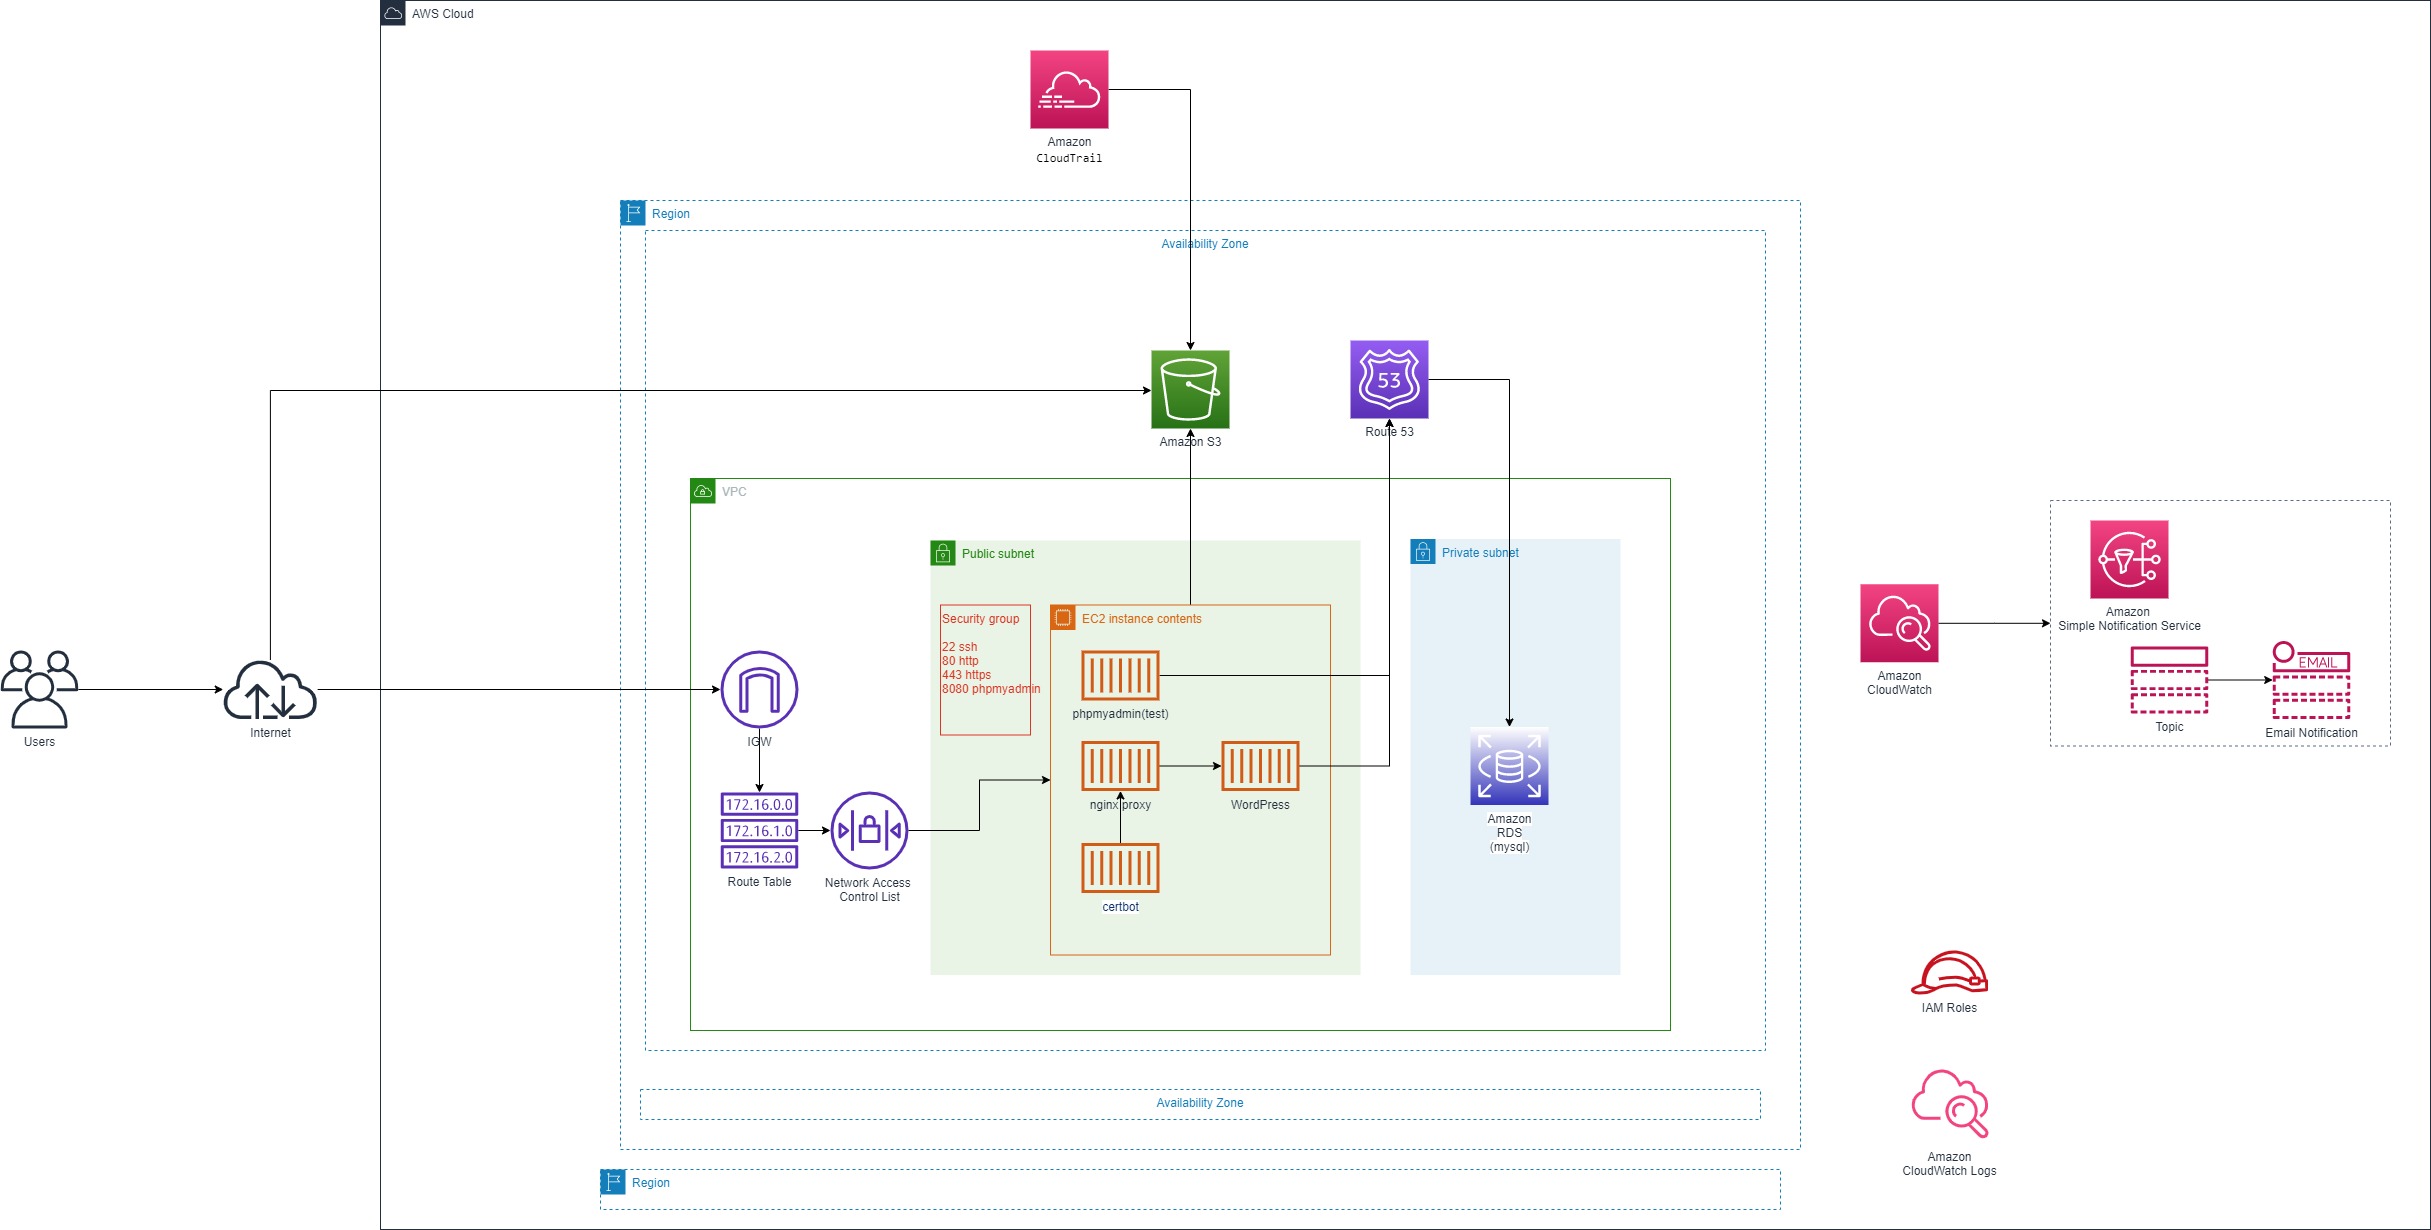 AWS Cloud
Amazon
CloudTrail
Region
Availability Zone
53
Amazon S3
Route 53
VPC
Public subnet
Private subnet
Security group
22 ssh
80 http
443 https
8080 phpmyadmin
EC2 instance contents
phpmyadmin(test)
nginx proxy
WordPress
certbot
Users
Internet
IGW
172.16.0.0
172.16.1.0
172.16.2.0
Route Table
Network Access
Control List
Amazon
RDS
(mysql)
Amazon
CloudWatch
Amazon
Simple Notification Service
Topic
EMAIL
Email Notification
IAM Roles
Amazon
CloudWatch Logs
Availability Zone
Region